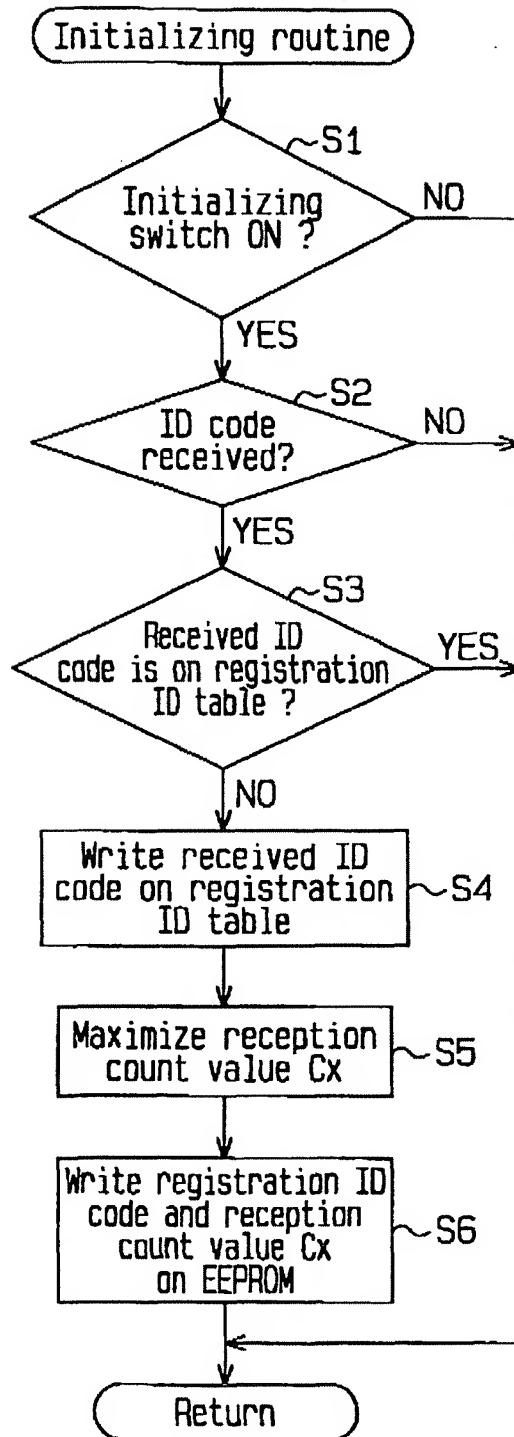 Initializing routine
S1
Initializing
switch ON ?
NO
YES
S2
ID code
received?
NO
YES
S3
Received ID
code is on registration
ID table ?
YES
NO
Write received ID
code on registration
ID table
S4
Maximize reception
count value Cx
S5
Write registration ID
code and reception
count value Cx
on EEPROM
S6
Return